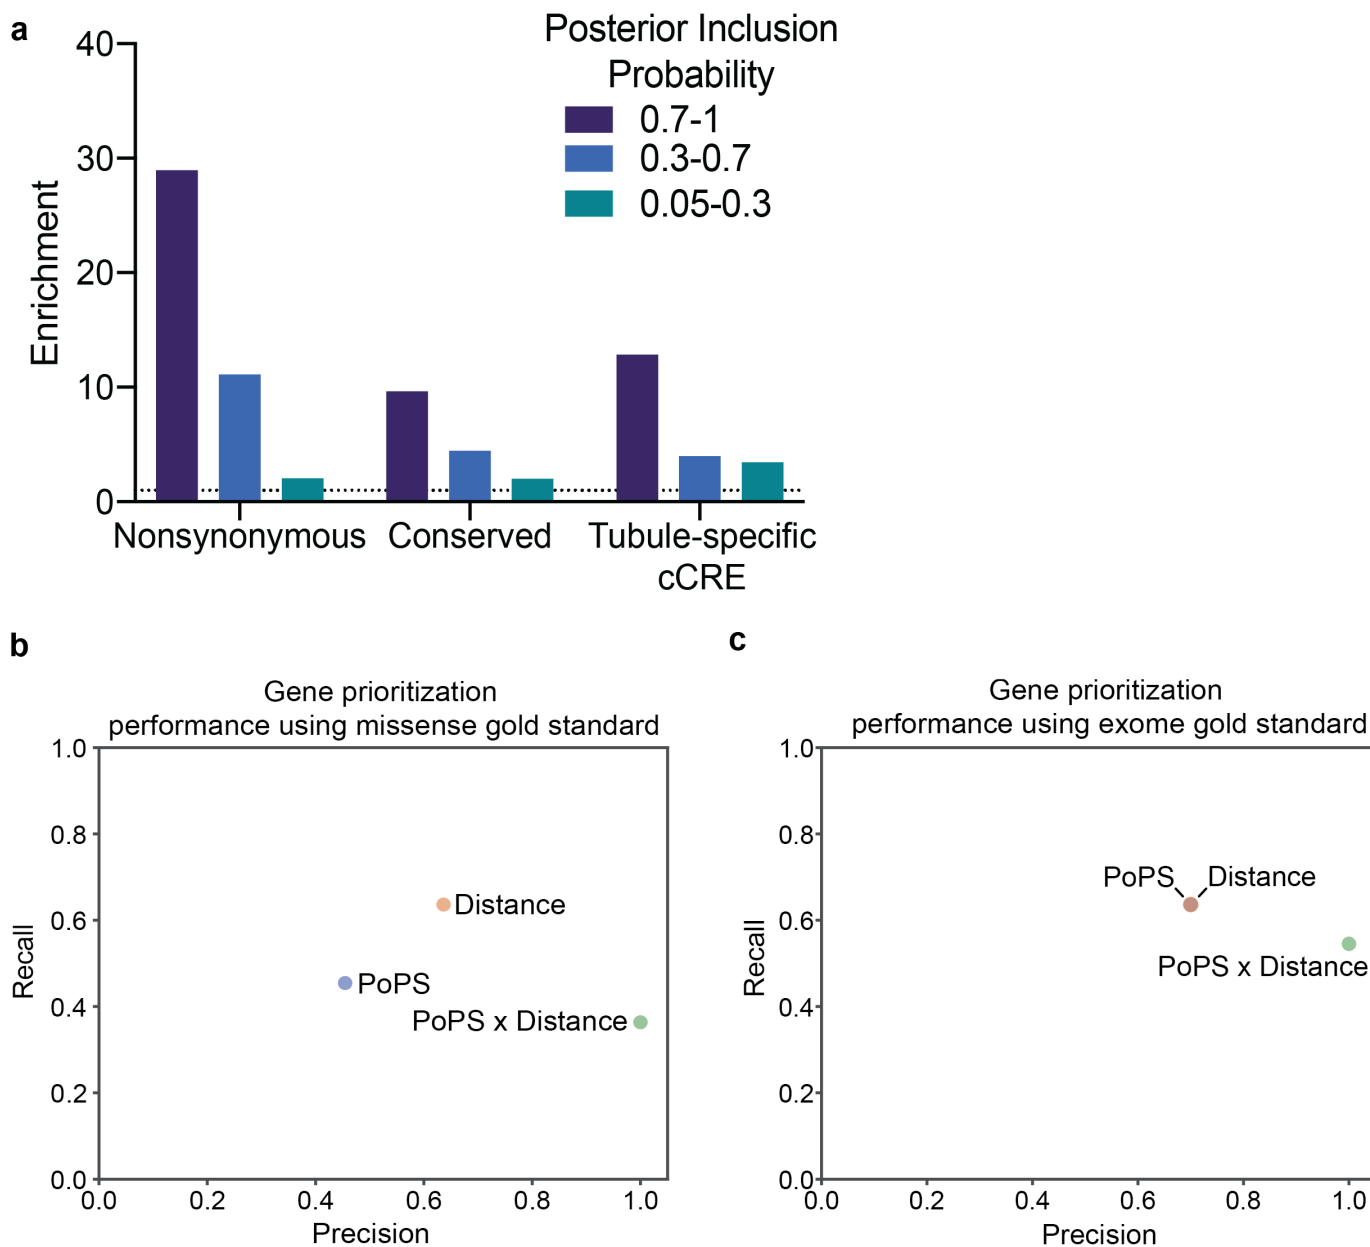 a
Posterior Inclusion
Probability
0.7-1
0.3-0.7
0.05-0.3
Enrichment
40
30
20
10
0
Nonsynonymous
Conserved
Tubule-specific
cCRE
b
Gene prioritization
performance using missense gold standard
Recall
1.0
0.8
0.6
0.4
0.2
0.0
Distance
PoPS
PoPS x Distance
0.0 0.2 0.4 0.6 0.8 1.0
Precision
c
Gene prioritization
performance using exome gold standard
Recall
1.0
0.8
0.6
0.4
0.2
0.0
PoPS
Distance
PoPS x Distance
0.0 0.2 0.4 0.6 0.8 1.0
Precision